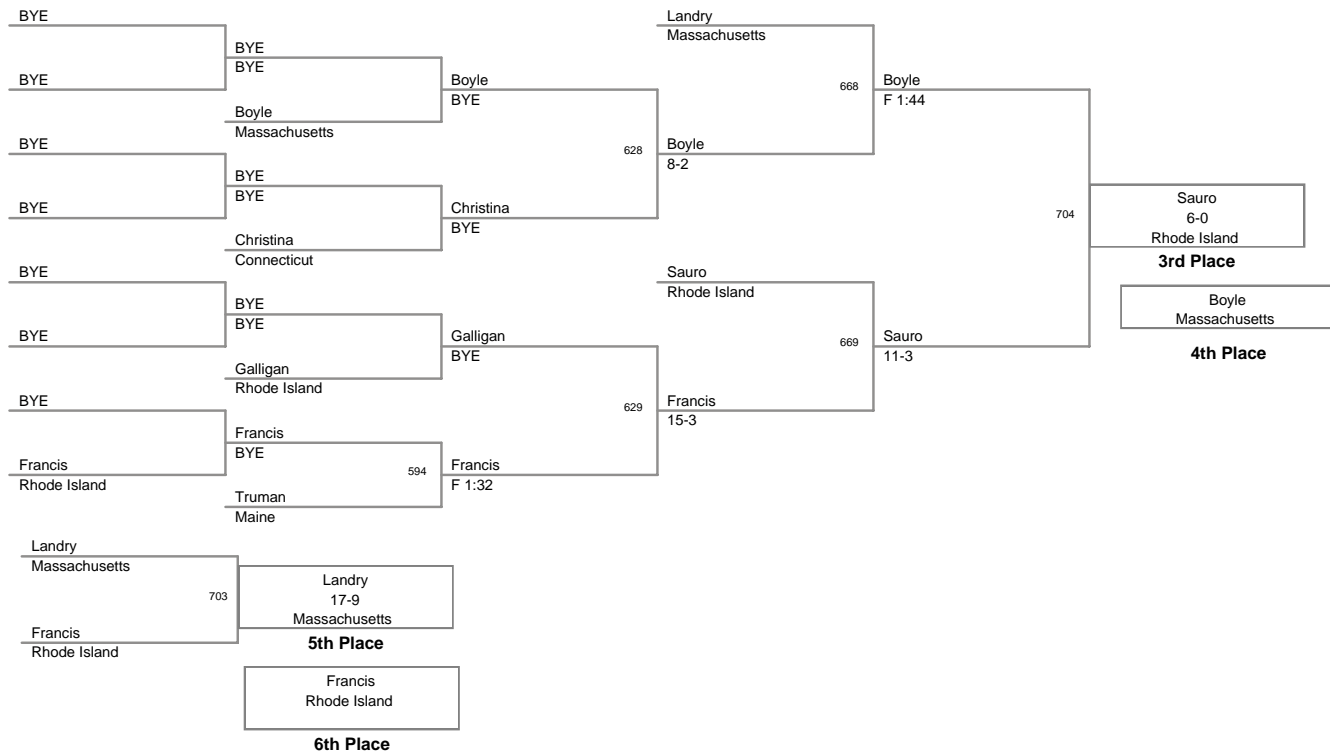 BYE
BYE
BYE
BYE
BYE
BYE
BYE
Francis
Rhode Island
BYE
BYE
Boyle
Massachusetts
BYE
BYE
Christina
Connecticut
BYE
BYE
Galligan
Rhode Island
Francis
BYE
594
Truman
Maine
Boyle
BYE
628
Christina
BYE
Galligan
BYE
629
Francis
F 1:32
Landry
Massachusetts
668
Boyle
8-2
Sauro
Rhode Island
669
Francis
15-3
Boyle
F 1:44
704
Sauro
11-3
Sauro
6-0
Rhode Island
3rd Place
Boyle
Massachusetts
4th Place
Landry
Massachusetts
703
Francis
Rhode Island
Landry
17-9
Massachusetts
5th Place
Francis
Rhode Island
6th Place